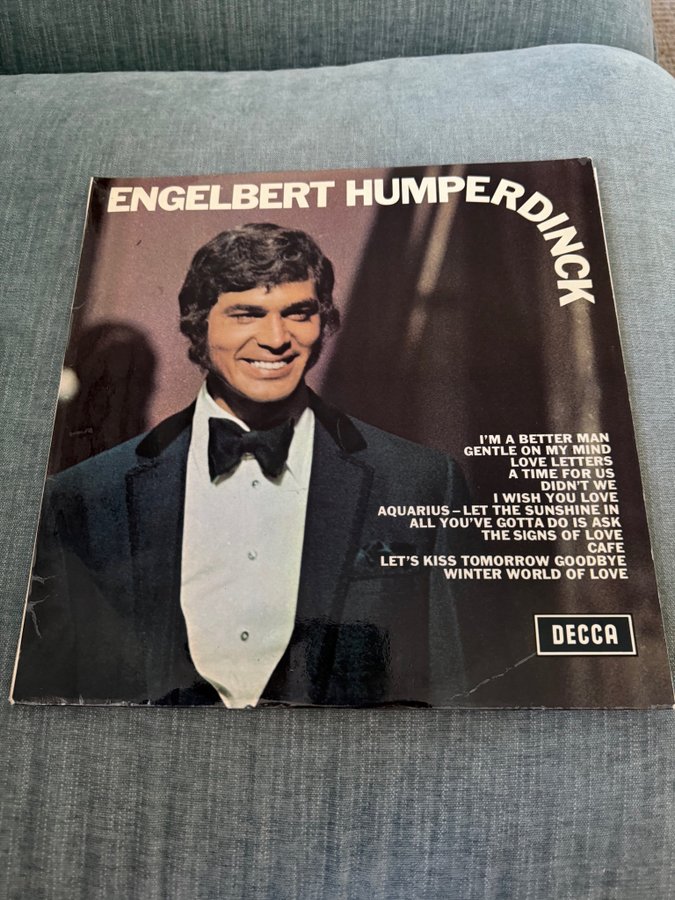 ENGELBERT HUMPERDINCK
I'M A BETTER MAN
GENTLE ON MY MIND
LOVE LETTERS
A TIME FOR US
DIDN'T WE
I WISH YOU LOVE
AQUARIUS–LET THE SUNSHINE IN
ALL YOU'VE GOTTA DO IS ASK
THE SIGNS OF LOVE
CAFE
LET'S KISS TOMORROW GOODBYE
WINTER WORLD OF LOVE
DECCA